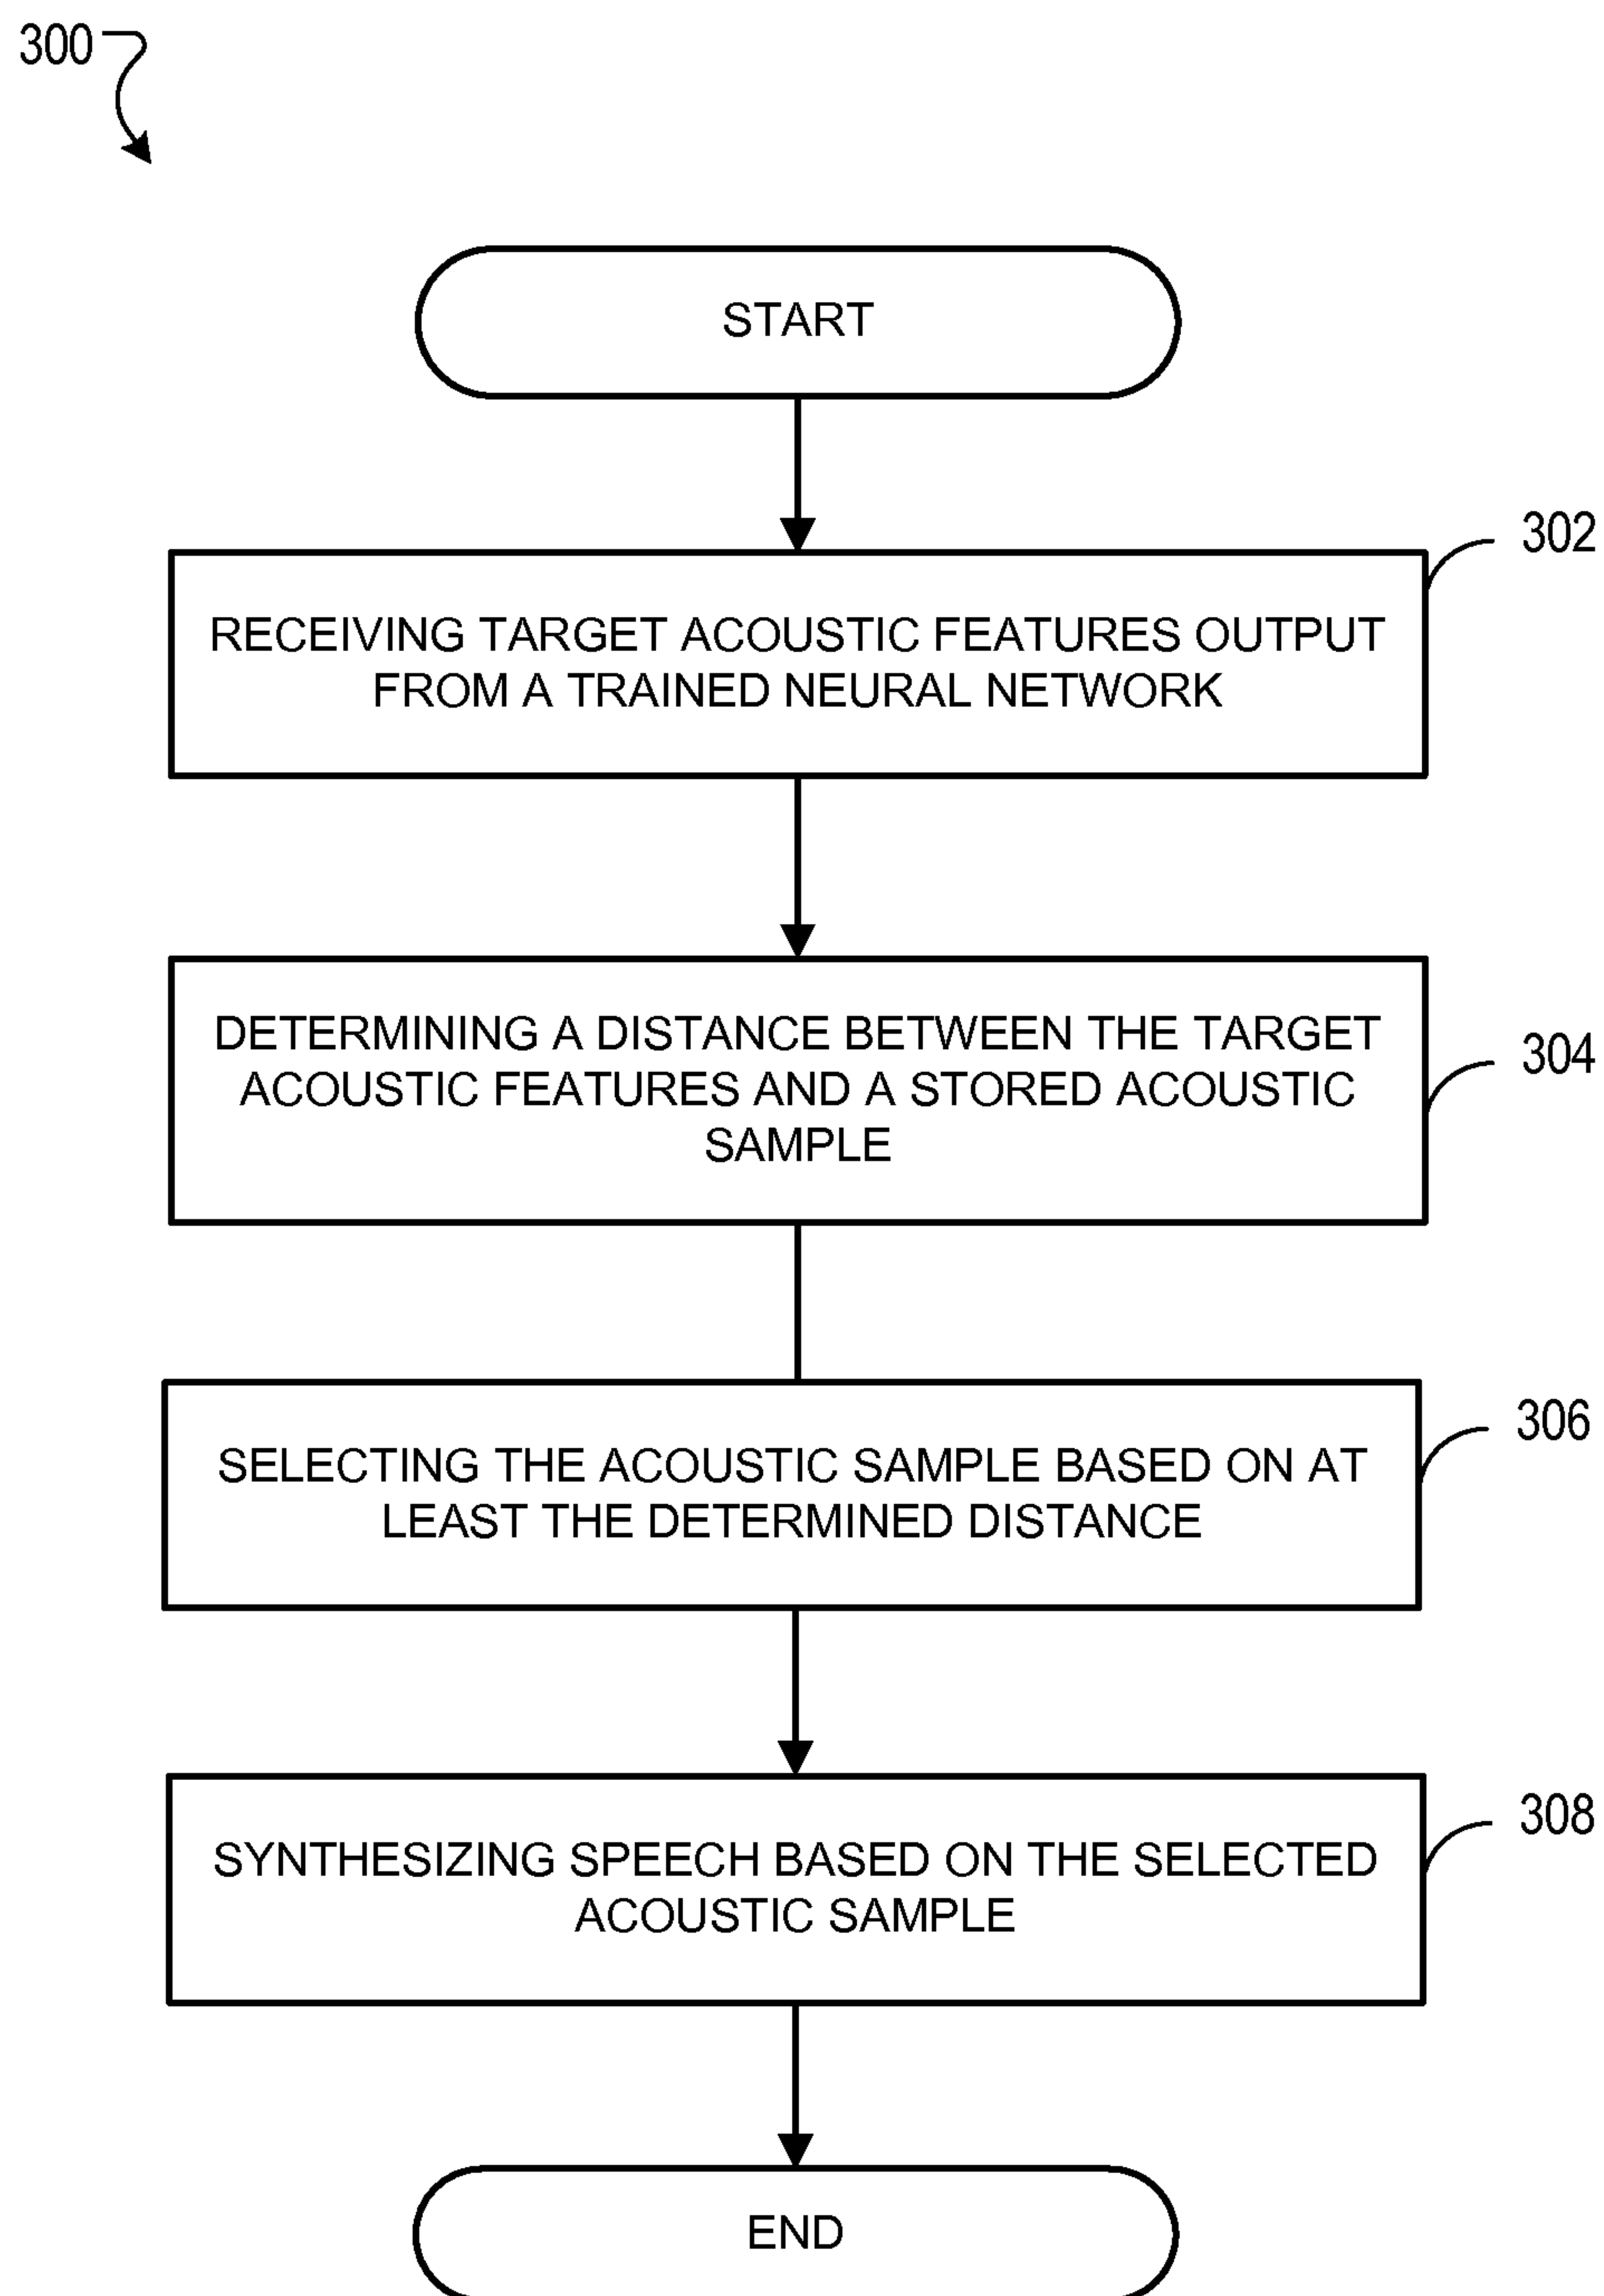 300
START
302
RECEIVING TARGET ACOUSTIC FEATURES OUTPUT
FROM A TRAINED NEURAL NETWORK
304
DETERMINING A DISTANCE BETWEEN THE TARGET
ACOUSTIC FEATURES AND A STORED ACOUSTIC
SAMPLE
306
SELECTING THE ACOUSTIC SAMPLE BASED ON AT
LEAST THE DETERMINED DISTANCE
308
SYNTHESIZING SPEECH BASED ON THE SELECTED
ACOUSTIC SAMPLE
END